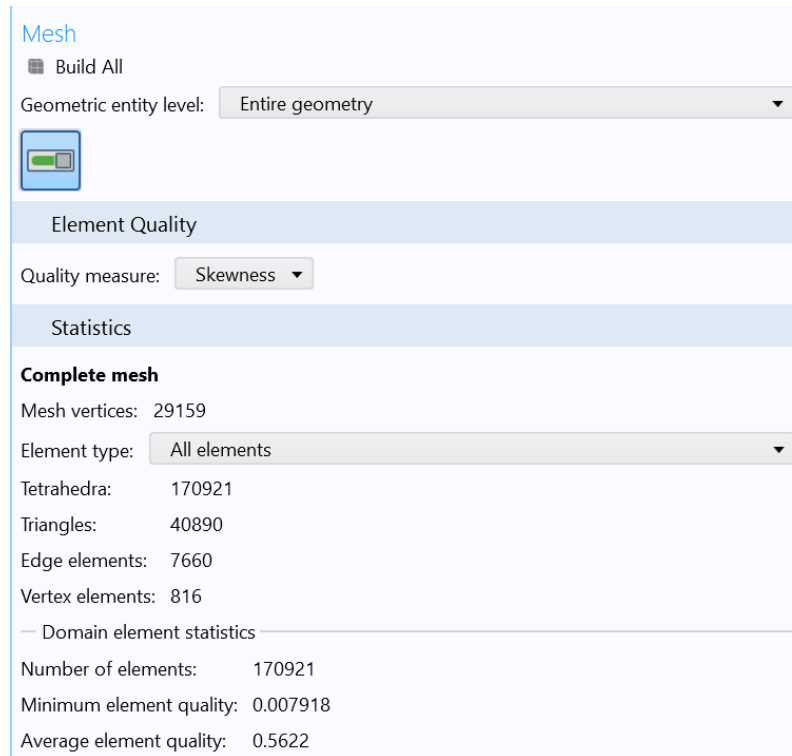 Mesh
Build All
Geometric entity level: Entire geometry
Element Quality
Quality measure: Skewness
Statistics
Complete mesh
Mesh vertices: 29159
Element type: All elements
Tetrahedra: 170921
Triangles: 40890
Edge elements: 7660
Vertex elements: 816
Domain element statistics
Number of elements: 170921
Minimum element quality: 0.007918
Average element quality: 0.5622